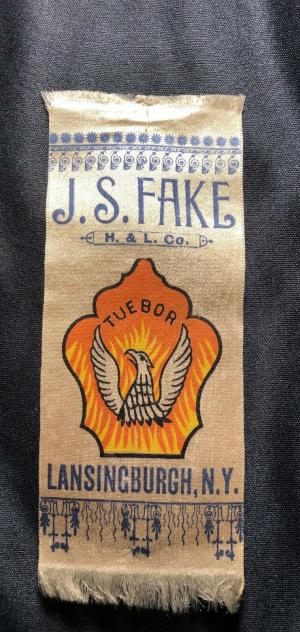 J. S. FAKE
H. & L. Co.
TUEBOR
LANSINGBURGH, N.Y.